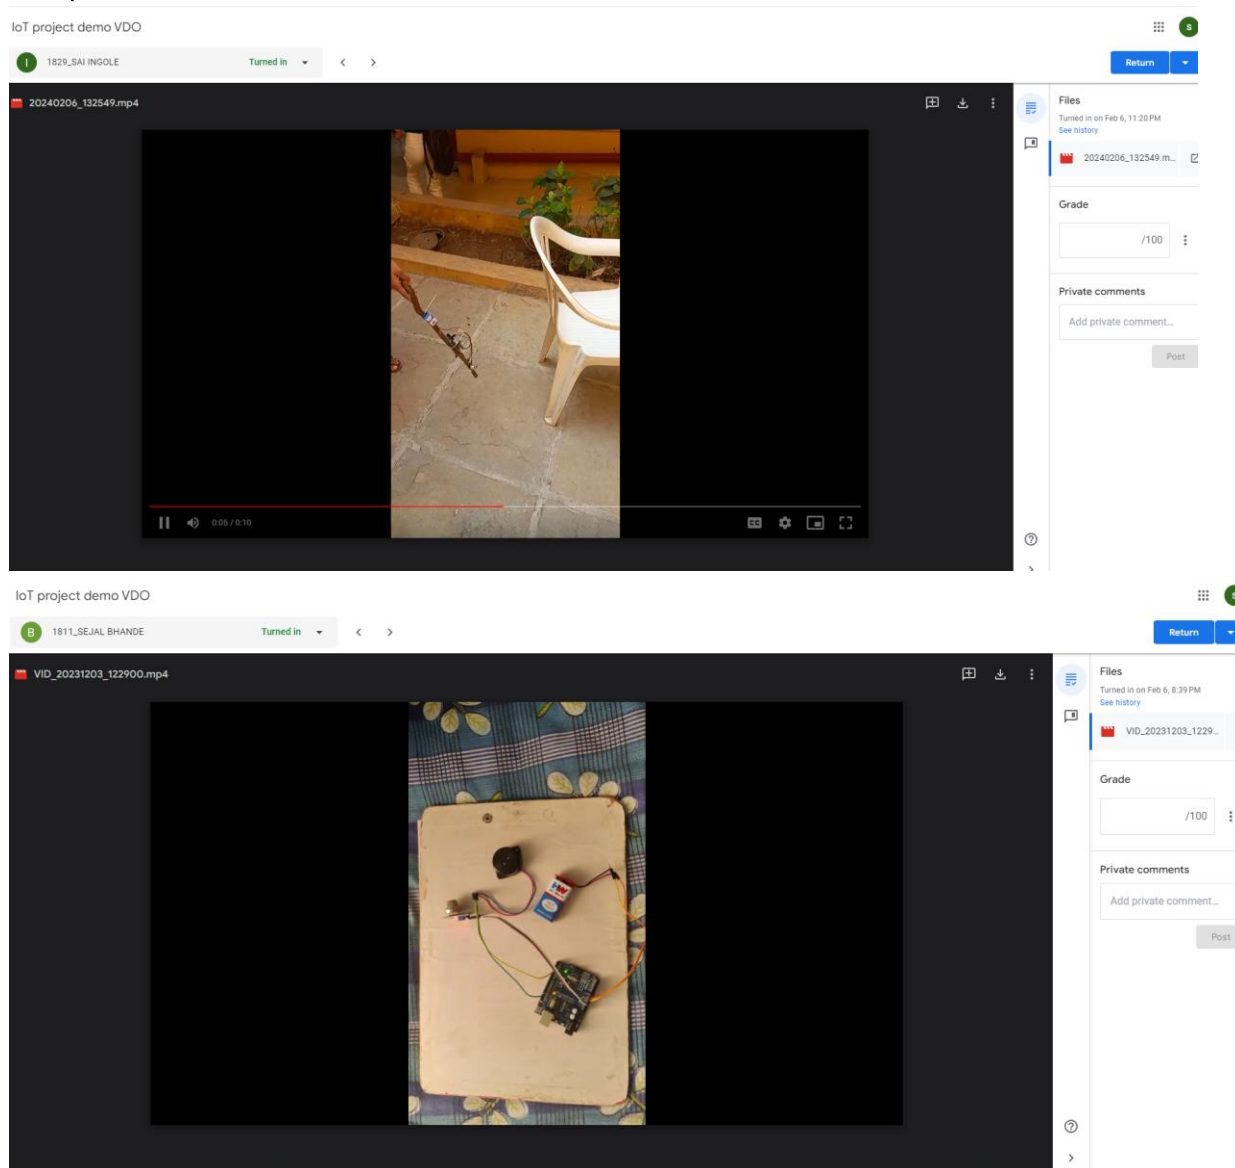 IoT project demo VDO
S
I
1829_SAI INGOLE
Turned in
Return
20240206_132549.mp4
Files
Turned in on Feb 6, 11:20 PM
See history
20240206_132549.m...
Grade
/100
Private comments
Add private comment...
Post
0:05 / 0:10
CC
IoT project demo VDO
S
B
1811_SEJAL BHANDE
Turned in
Return
VID_20231203_122900.mp4
Files
Turned in on Feb 6, 8:39 PM
See history
VID_20231203_1229...
Grade
/100
Private comments
Add private comment...
Post
HW